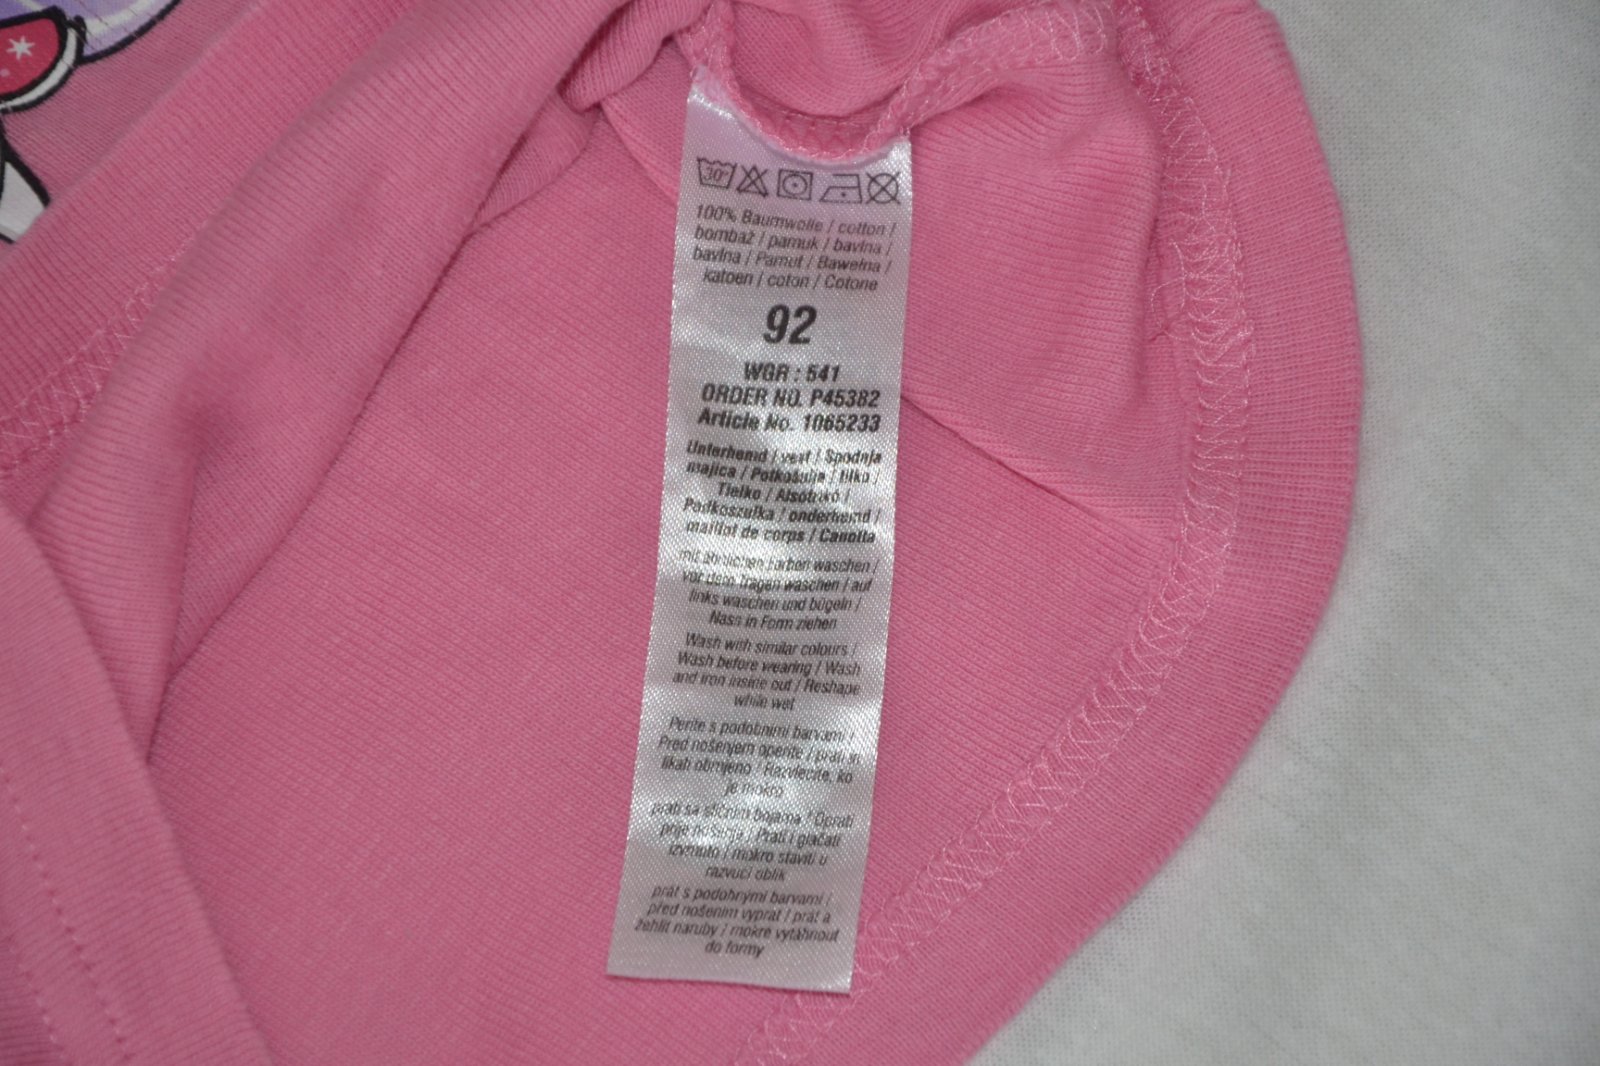 30°
100% Baumwolle / cotton /
bombaž / pamuk / bavlna /
bavlna / Pamut / Bawełna /
katoen / coton / Cotone
92
WGR : 541
ORDER NO. P45382
Article No. 1065233
Unterhemd / vest / Spodnja
majica / Potkošulja / tílko /
Tielko / Alsótrikó /
Podkoszulka / onderhemd /
maillot de corps / Canotta
mit ähnlichen Farben waschen /
vor dem Tragen waschen / auf
links waschen und bügeln /
Nass in Form ziehen
Wash with similar colours /
Wash before wearing / Wash
and iron inside out / Reshape
while wet
Perite s podobnimi barvami
Pred nošenjem operite / prati in
likati obrnjeno / Razvlecite, ko
je mokro
prati sa sličnim bojama / Oprati
prije nošenja / Prati i glačati
izvrnuto / mokro staviti u
razvuci oblik
prát s podobnými barvami /
před nošením vyprat / prát a
žehlit naruby / mokré vytáhnout
do formy